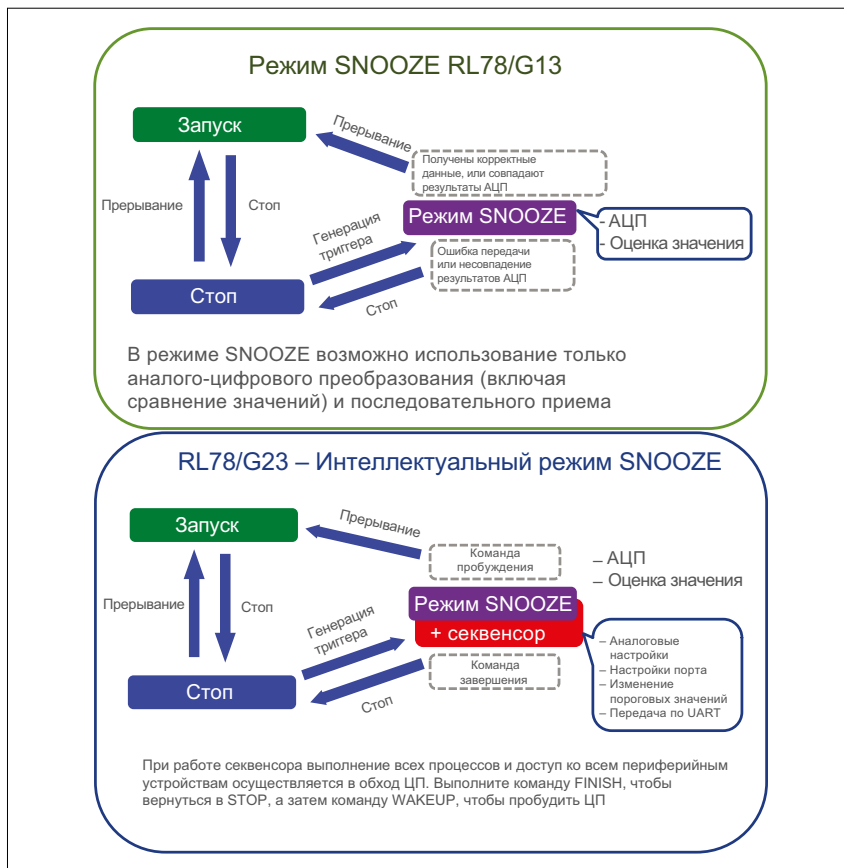 Режим SNOOZE RL78/G13
Запуск
Прерывание
Получены корректные
данные, или совпадают
результаты АЦП
Прерывание
Стоп
Генерация
триггера
Режим SNOOZE
- АЦП
- Оценка значения
Ошибка передачи
или несовпадение
результатов АЦП
Стоп
Стоп
В режиме SNOOZE возможно использование только
аналого-цифрового преобразования (включая
сравнение значений) и последовательного приема
RL78/G23 – Интеллектуальный режим SNOOZE
Запуск
Прерывание
Команда
пробуждения
– АЦП
– Оценка значения
Прерывание
Стоп
Генерация
триггера
Режим SNOOZE
+ секвенсор
– Аналоговые
настройки
– Настройки порта
– Изменение
пороговых значений
– Передача по UART
Команда
завершения
Стоп
Стоп
При работе секвенсора выполнение всех процессов и доступ ко всем периферийным
устройствам осуществляется в обход ЦП. Выполните команду FINISH, чтобы
вернуться в STOP, а затем команду WAKEUP, чтобы пробудить ЦП